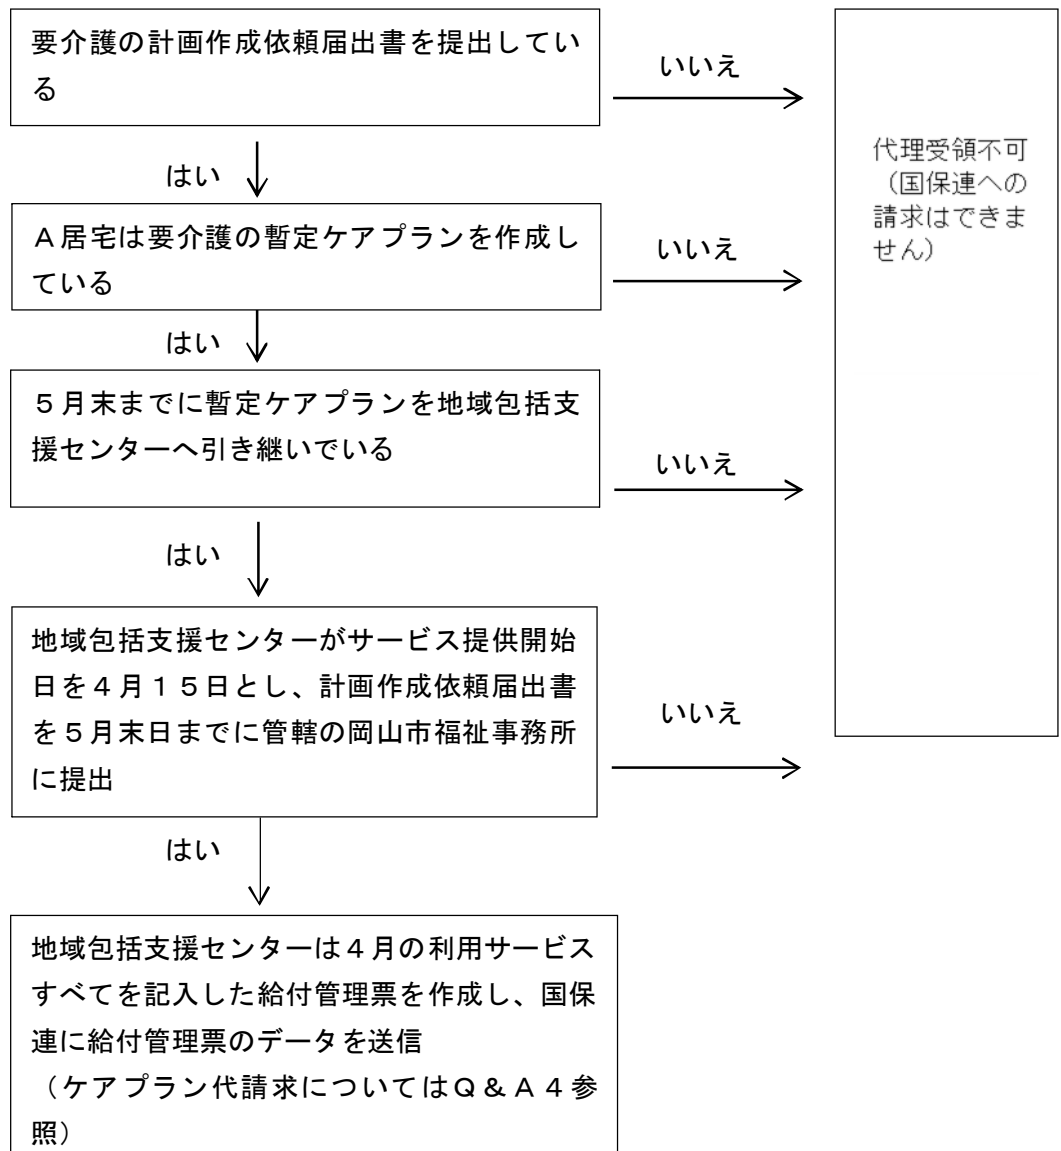 要介護の計画作成依頼届出書を提出してい
る
いいえ
はい
Ａ居宅は要介護の暫定ケアプランを作成し
ている
いいえ
はい
５月末までに暫定ケアプランを地域包括支
援センターへ引き継いでいる
いいえ
はい
地域包括支援センターがサービス提供開始
日を４月１５日とし、計画作成依頼届出書
を５月末日までに管轄の岡山市福祉事務所
に提出
いいえ
はい
地域包括支援センターは４月の利用サービス
すべてを記入した給付管理票を作成し、国保
連に給付管理票のデータを送信
（ケアプラン代請求についてはＱ＆Ａ４参
照）
代理受領不可
（国保連への
請求はできま
せん）